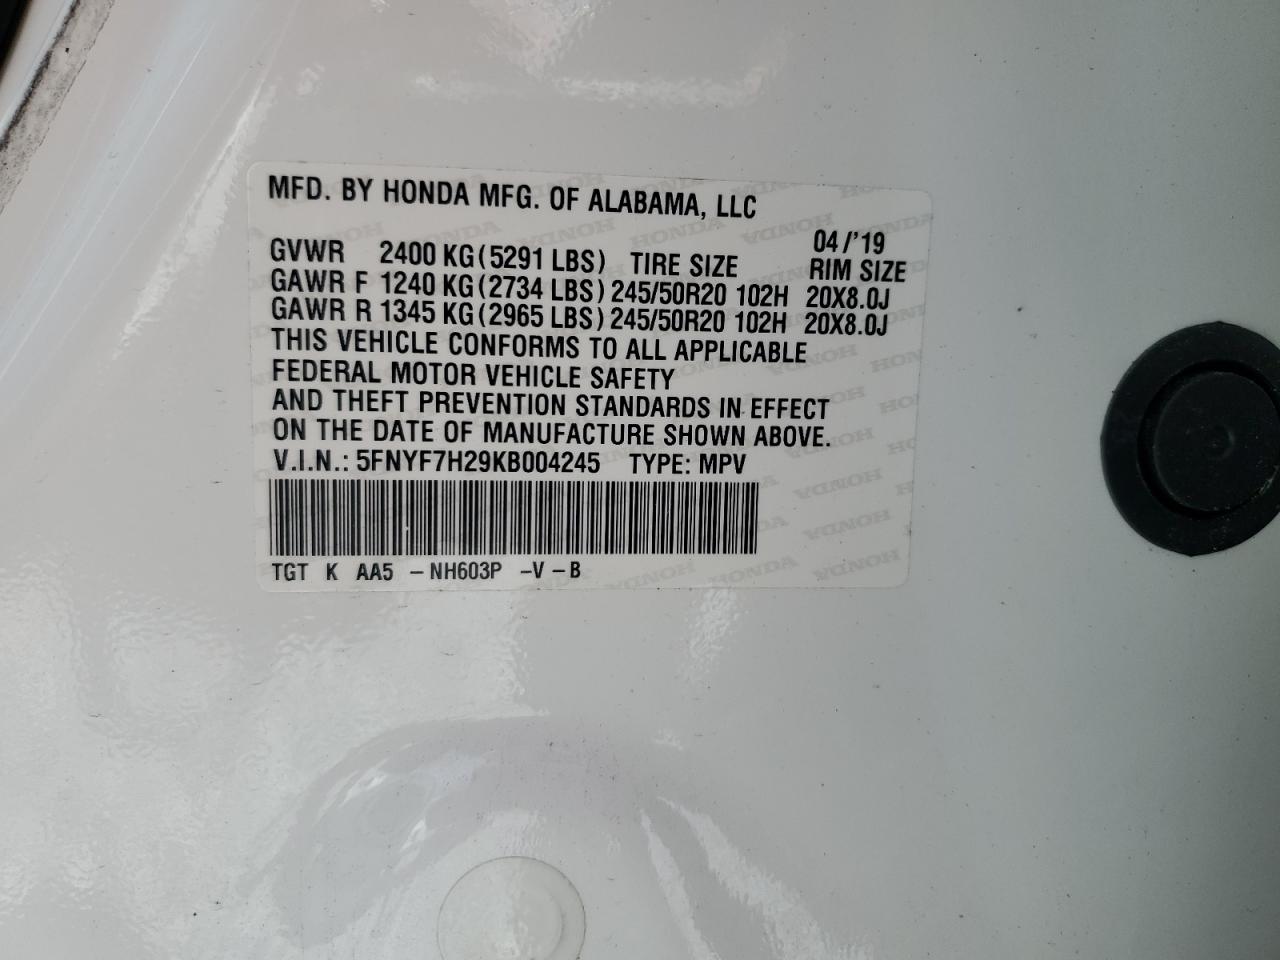 MFD. BY HONDA MFG. OF ALABAMA, LLC
04/'19
GVWR 2400 KG(5291 LBS) TIRE SIZE RIM SIZE
GAWR F 1240 KG(2734 LBS) 245/50R20 102H 20X8.0J
GAWR R 1345 KG(2965 LBS) 245/50R20 102H 20X8.0J
THIS VEHICLE CONFORMS TO ALL APPLICABLE
FEDERAL MOTOR VEHICLE SAFETY
AND THEFT PREVENTION STANDARDS IN EFFECT
ON THE DATE OF MANUFACTURE SHOWN ABOVE.
V.I.N.: 5FNYF7H29KB004245 TYPE: MPV
TGT K AA5 -NH603P -V -B